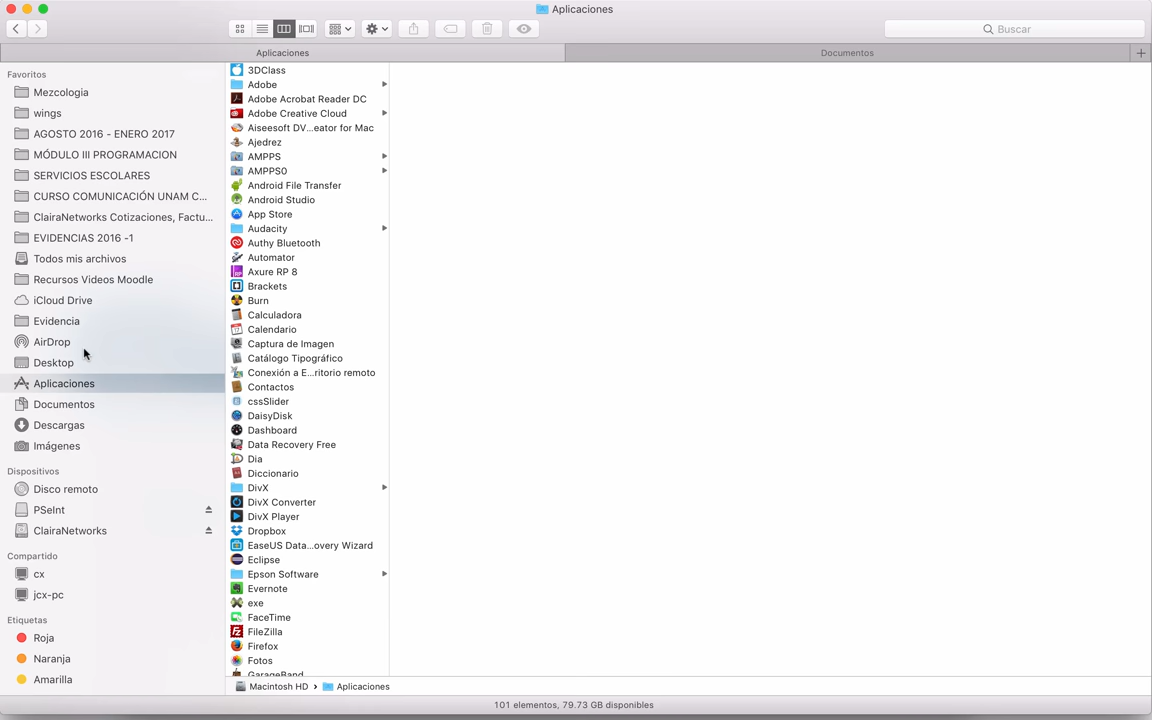 Aplicaciones
Buscar
Aplicaciones
Documentos
Favoritos
Mezcologia
wings
AGOSTO 2016 - ENERO 2017
MÓDULO III PROGRAMACION
SERVICIOS ESCOLARES
CURSO COMUNICACIÓN UNAM C...
ClairaNetworks Cotizaciones, Factu...
EVIDENCIAS 2016 -1
Todos mis archivos
Recursos Videos Moodle
iCloud Drive
Evidencia
AirDrop
Desktop
Aplicaciones
Documentos
Descargas
Imágenes
Dispositivos
Disco remoto
PSeInt
ClairaNetworks
Compartido
cx
jcx-pc
Etiquetas
Roja
Naranja
Amarilla
3DClass
Adobe
Adobe Acrobat Reader DC
Adobe Creative Cloud
Aiseesoft DV...eator for Mac
Ajedrez
AMPPS
AMPPS0
Android File Transfer
Android Studio
App Store
Audacity
Authy Bluetooth
Automator
Axure RP 8
Brackets
Burn
Calculadora
Calendario
Captura de Imagen
Catálogo Tipográfico
Conexión a E...ritorio remoto
Contactos
cssSlider
DaisyDisk
Dashboard
Data Recovery Free
Dia
Diccionario
DivX
DivX Converter
DivX Player
Dropbox
EaseUS Data...overy Wizard
Eclipse
Epson Software
Evernote
exe
FaceTime
FileZilla
Firefox
Fotos
GarageBand
Macintosh HD › Aplicaciones
101 elementos, 79.73 GB disponibles